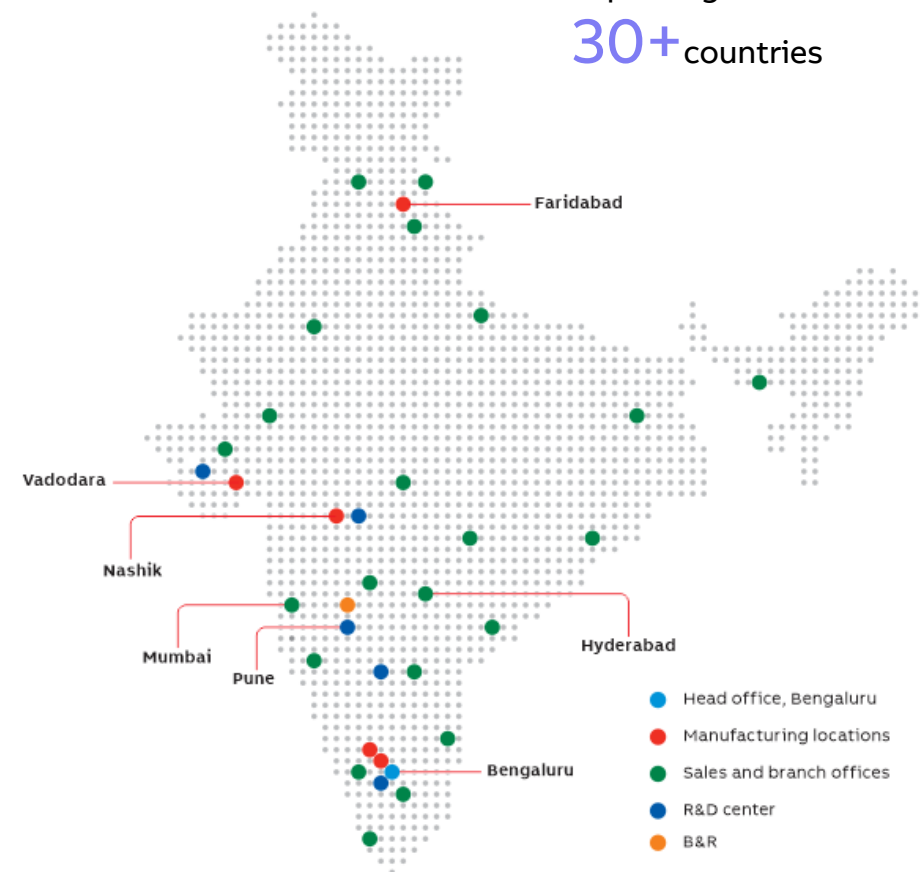 30+countries
Faridabad
Vadodara
Nashik
Mumbai
Pune
Hyderabad
Bengaluru
Head office, Bengaluru
Manufacturing locations
Sales and branch offices
R&D center
B&R